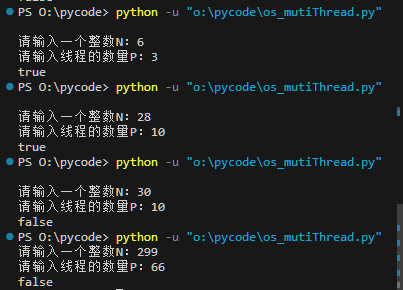 false
PS O:\pycode> python -u "o:\pycode\os_mutiThread.py"
请输入一个整数N: 6
请输入线程的数量P: 3
true
PS O:\pycode> python -u "o:\pycode\os_mutiThread.py"
请输入一个整数N: 28
请输入线程的数量P: 10
true
PS O:\pycode> python -u "o:\pycode\os_mutiThread.py"
请输入一个整数N: 30
请输入线程的数量P: 10
false
PS O:\pycode> python -u "o:\pycode\os_mutiThread.py"
请输入一个整数N: 299
请输入线程的数量P: 66
false